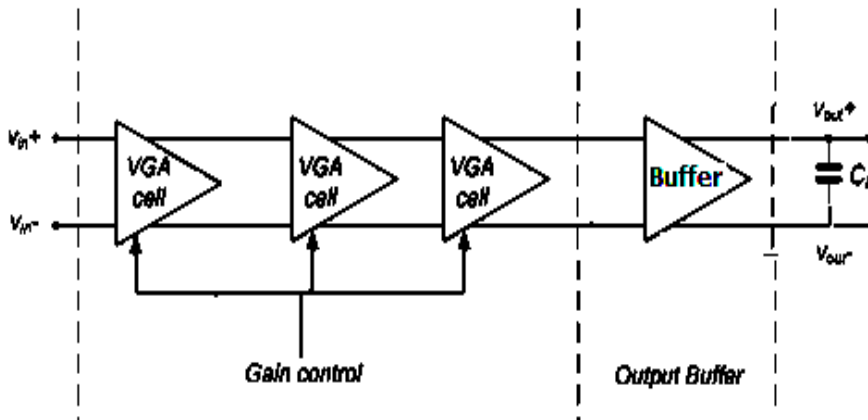 Vin+
VGA cell
VGA cell
VGA cell
Buffer
Vout+
Vin-
Vout-
Gain control
Output Buffer